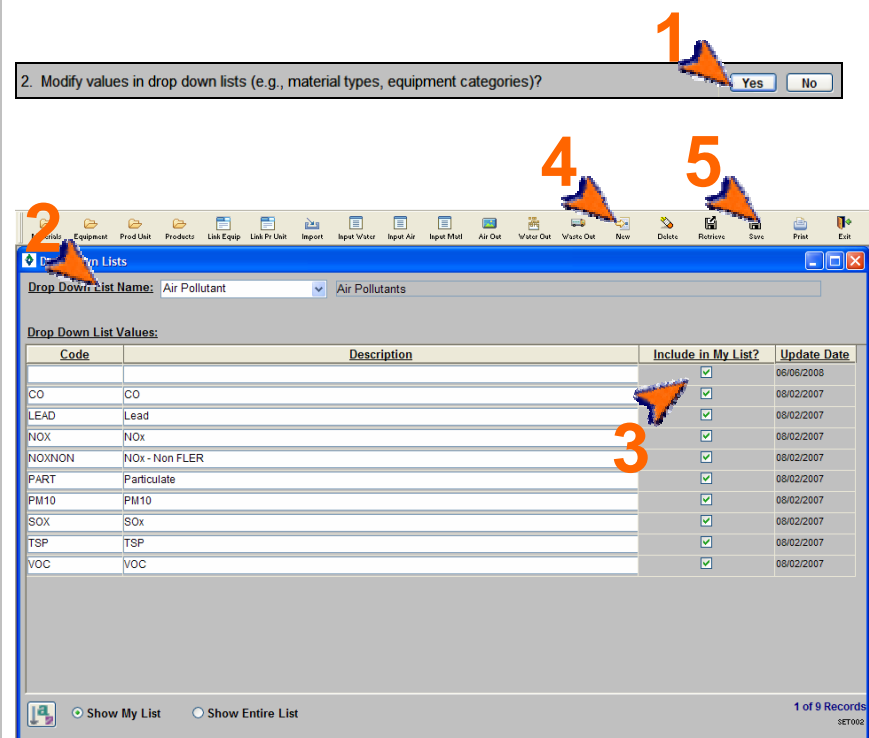 1
2. Modify values in drop down lists (e.g., material types, equipment categories)? Yes No
4 5
2
Equipment Prod Unit Products Link Equip Link Pr Unit Import Input Water Input Air Input Matl Air Out Water Out Waste Out New Delete Retrieve Save Print Exit
Lists
Drop Down List Name: Air Pollutant Air Pollutants
Drop Down List Values:
Code Description Include in My List? Update Date
06/06/2008
CO CO 08/02/2007
LEAD Lead 08/02/2007
NOX NOx 08/02/2007
3
NOXNON NOx - Non FLER 08/02/2007
PART Particulate 08/02/2007
PM10 PM10 08/02/2007
SOX SOx 08/02/2007
TSP TSP 08/02/2007
VOC VOC 08/02/2007
Show My List Show Entire List 1 of 9 Records
SET002